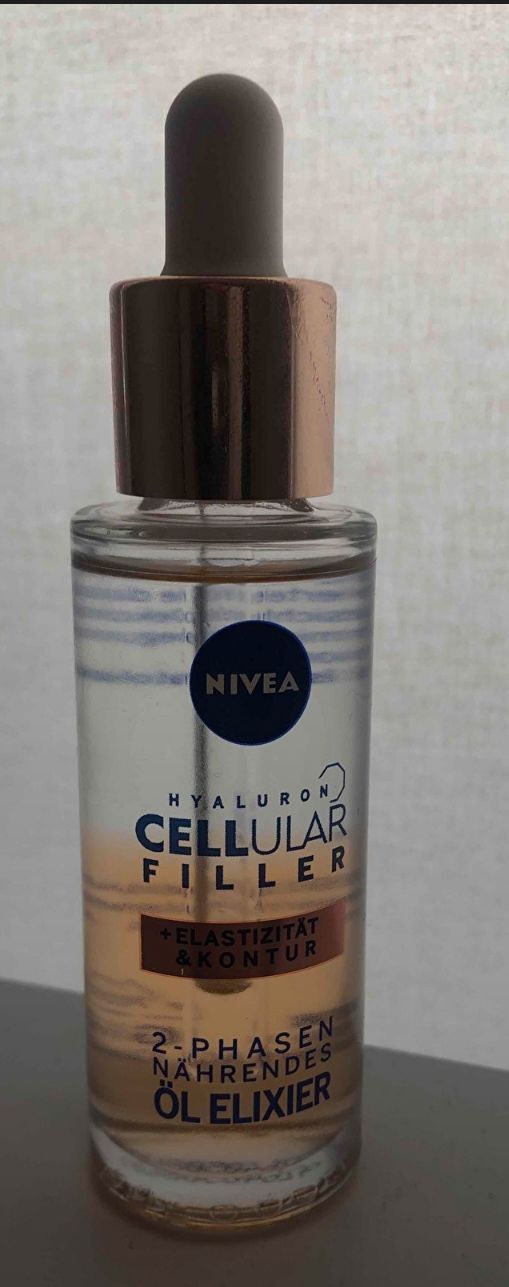 NIVEA
HYALURON
CELLULAR
FILLER
+ELASTIZITÄT
&KONTUR
2-PHASEN
NÄHRENDES
ÖL ELIXIER